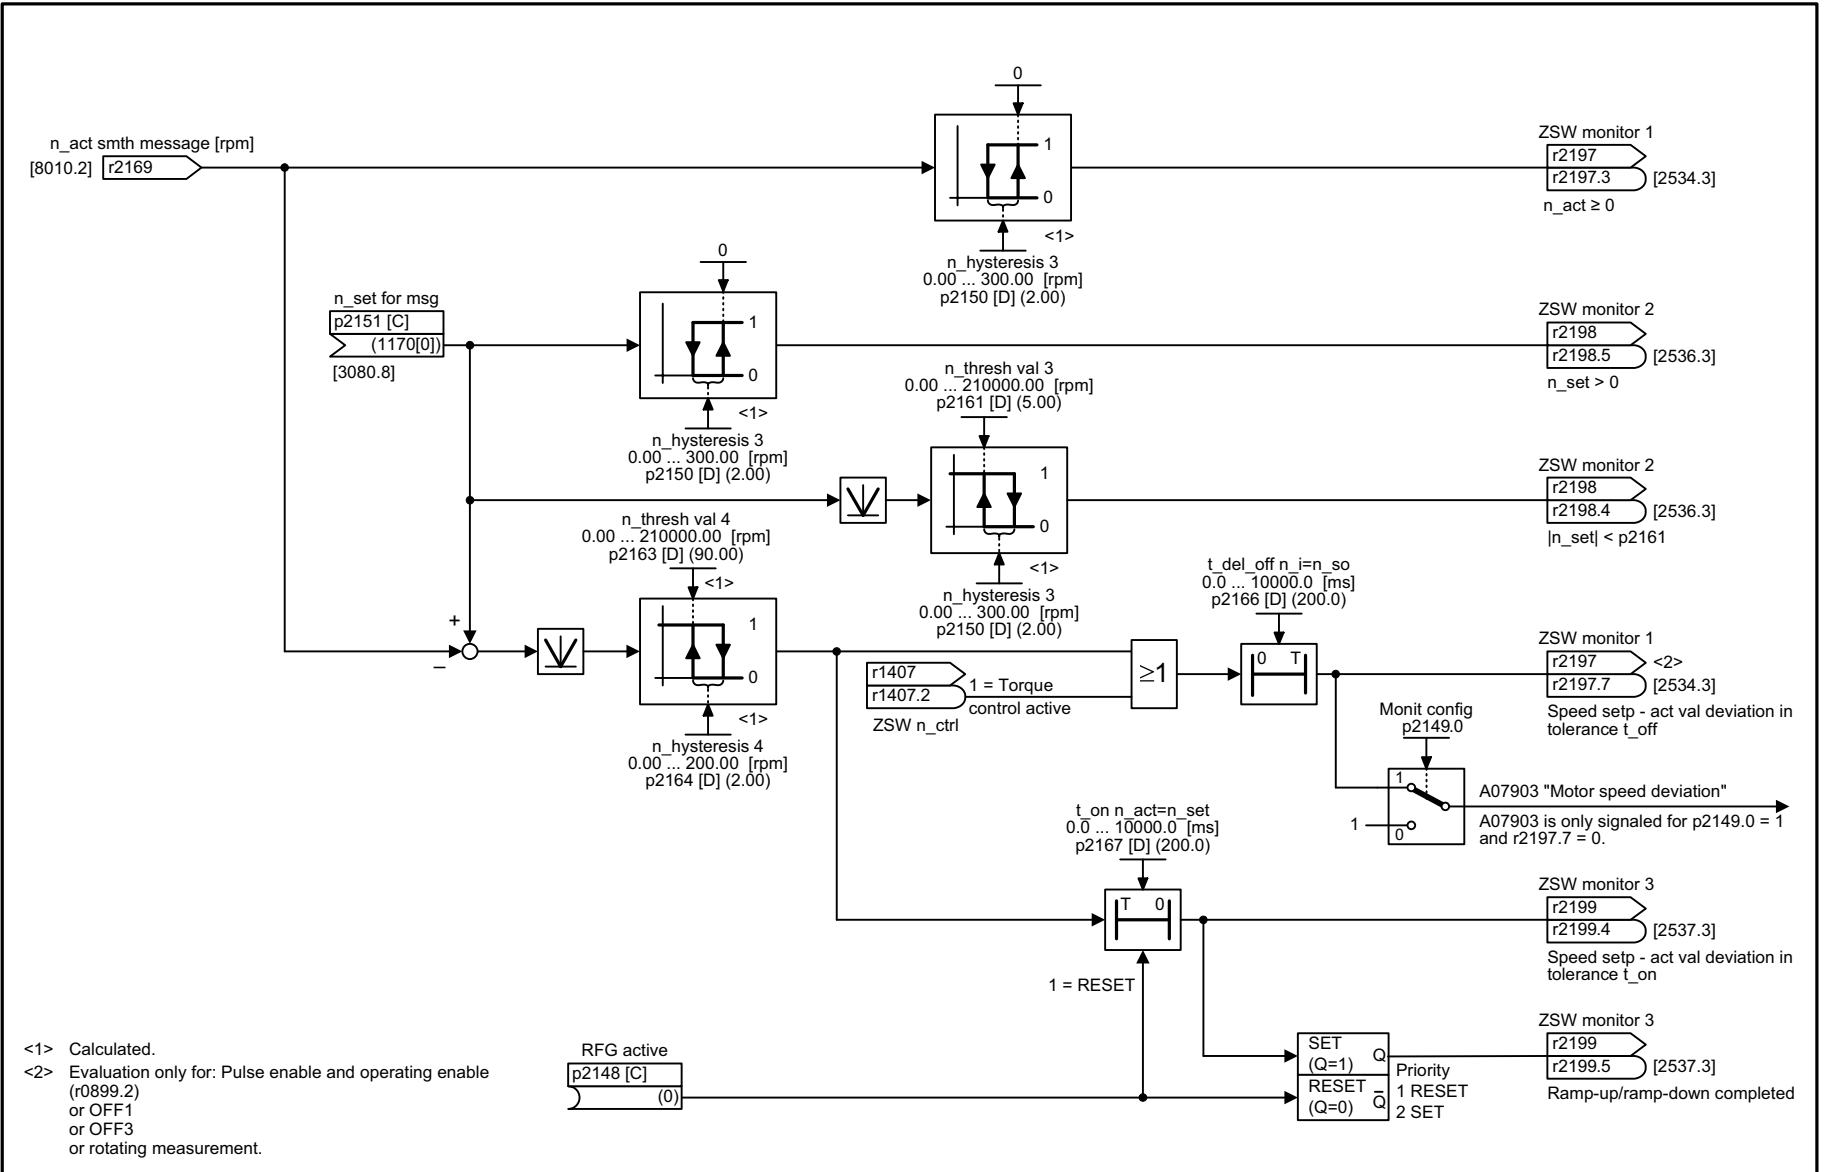 0
n_act smth message [rpm]
[8010.2]
r2169
1
0
<1>
n_hysteresis 3
0.00 ... 300.00 [rpm]
p2150 [D] (2.00)
ZSW monitor 1
r2197
r2197.3
[2534.3]
n_act ≥ 0
0
n_set for msg
p2151 [C]
(1170[0])
[3080.8]
1
0
<1>
n_hysteresis 3
0.00 ... 300.00 [rpm]
p2150 [D] (2.00)
ZSW monitor 2
r2198
r2198.5
[2536.3]
n_set > 0
n_thresh val 3
0.00 ... 210000.00 [rpm]
p2161 [D] (5.00)
1
0
<1>
n_hysteresis 3
0.00 ... 300.00 [rpm]
p2150 [D] (2.00)
ZSW monitor 2
r2198
r2198.4
[2536.3]
|n_set| < p2161
n_thresh val 4
0.00 ... 210000.00 [rpm]
p2163 [D] (90.00)
<1>
+
–
1
0
<1>
n_hysteresis 4
0.00 ... 200.00 [rpm]
p2164 [D] (2.00)
r1407
r1407.2
ZSW n_ctrl
1 = Torque
control active
≥1
t_del_off n_i=n_so
0.0 ... 10000.0 [ms]
p2166 [D] (200.0)
0 T
ZSW monitor 1
r2197
<2>
r2197.7
[2534.3]
Speed setp - act val deviation in
tolerance t_off
Monit config
p2149.0
1
1
0
A07903 "Motor speed deviation"
A07903 is only signaled for p2149.0 = 1
and r2197.7 = 0.
t_on n_act=n_set
0.0 ... 10000.0 [ms]
p2167 [D] (200.0)
T 0
1 = RESET
ZSW monitor 3
r2199
r2199.4
[2537.3]
Speed setp - act val deviation in
tolerance t_on
RFG active
p2148 [C]
(0)
SET
(Q=1)
Q
RESET
(Q=0)
Q̅
Priority
1 RESET
2 SET
ZSW monitor 3
r2199
r2199.5
[2537.3]
Ramp-up/ramp-down completed
<1> Calculated.
<2> Evaluation only for: Pulse enable and operating enable
(r0899.2)
or OFF1
or OFF3
or rotating measurement.